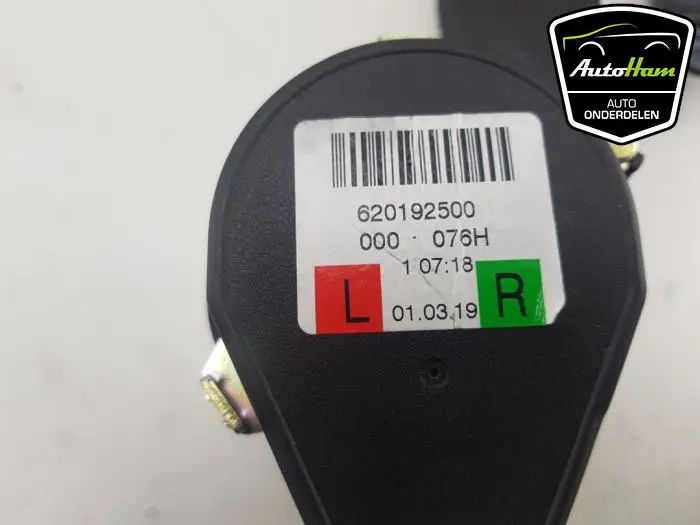 AutoHam
AUTO
ONDERDELEN
620192500
000 - 076H
1 07:18
L 01.03.19 R